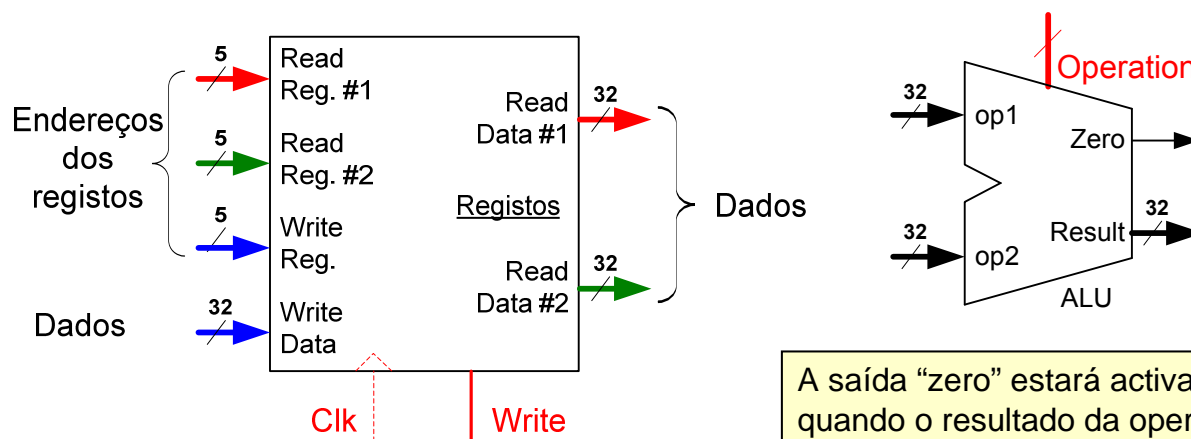 5
Read
Reg. #1
5
Read
Reg. #2
5
Write
Reg.
32
Write
Data
Endereços
dos
registos
Dados
Read
Data #1
32
Registos
Read
Data #2
32
Dados
Clk
Write
Operation
32
op1
Zero
32
op2
Result
32
ALU
A saída “zero” estará activa
quando o resultado da oper